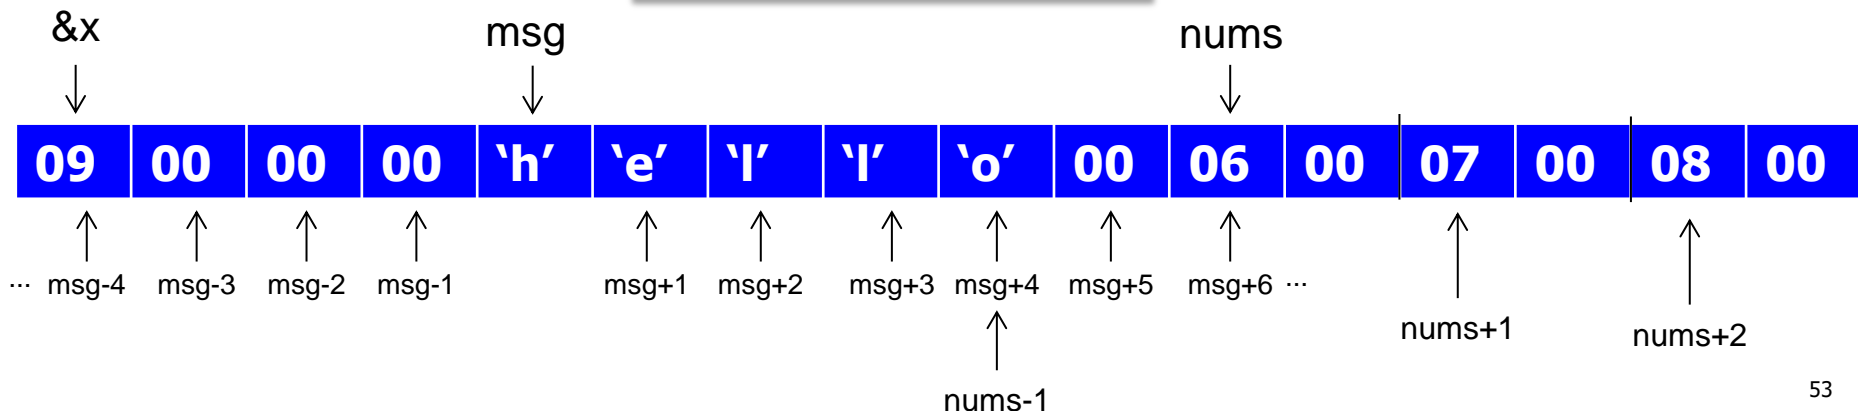 &x msg nums
09 00 00 00 ‘h’ ‘e’ ‘l’ ‘l’ ‘o’ 00 06 00 07 00 08 00
... msg-4 msg-3 msg-2 msg-1 msg+1 msg+2 msg+3 msg+4 msg+5 msg+6 ...
nums+1 nums+2
nums-1
53